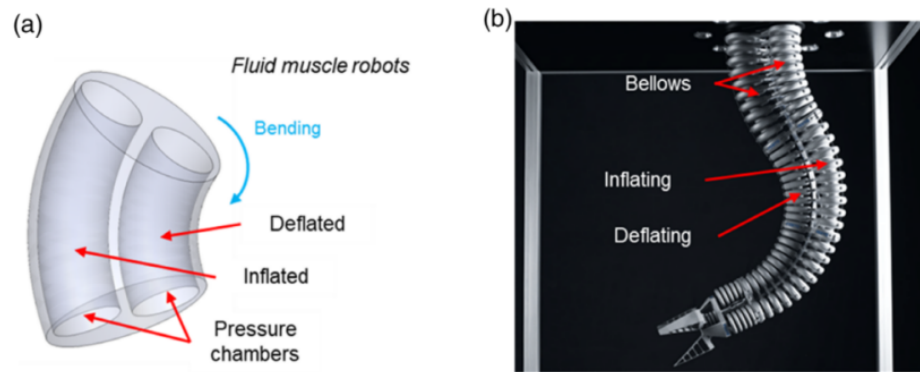 (a)
Fluid muscle robots
Bending
Deflated
Inflated
Pressure
chambers
(b)
Bellows
Inflating
Deflating